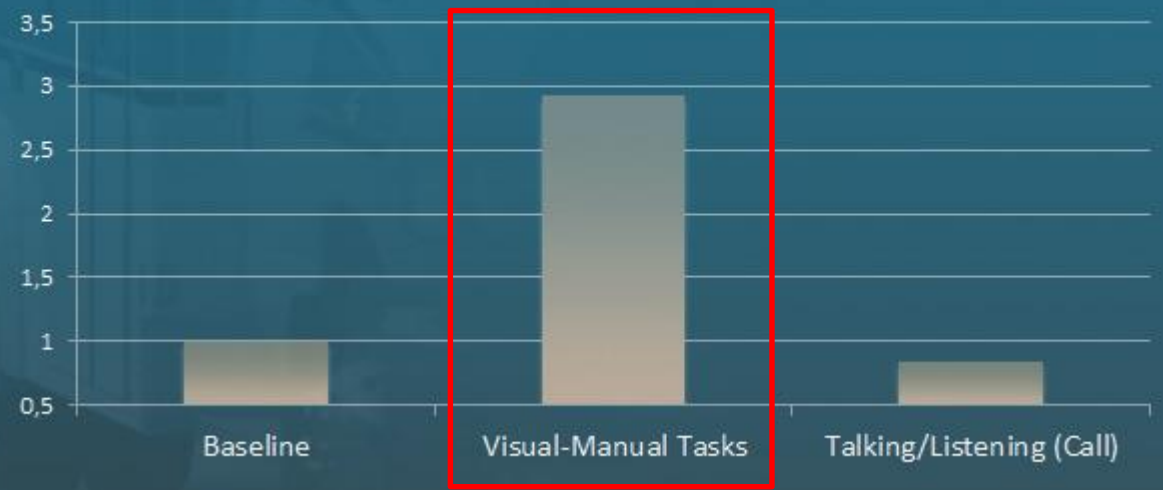 3,5
3
2,5
2
1,5
1
0,5
Baseline
Visual-Manual Tasks
Talking/Listening (Call)